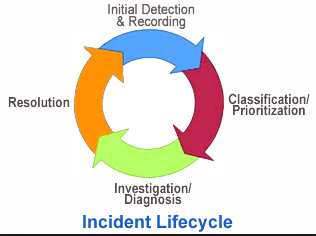 Initial Detection
& Recording
Resolution
Classification/
Prioritization
Investigation/
Diagnosis
Incident Lifecycle